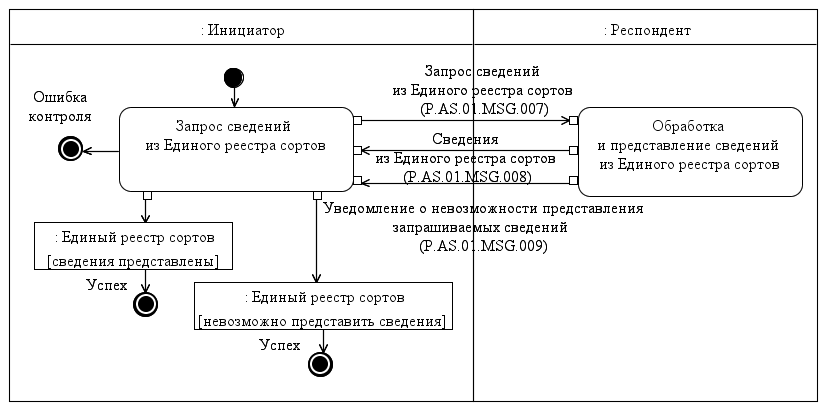 : Инициатор
: Респондент
Запрос сведений
из Единого реестра сортов
(P.AS.01.MSG.007)
Ошибка
контроля
Запрос сведений
из Единого реестра сортов
Сведения
из Единого реестра сортов
(P.AS.01.MSG.008)
Обработка
и представление сведений
из Единого реестра сортов
Уведомление о невозможности представления
запрашиваемых сведений
(P.AS.01.MSG.009)
: Единый реестр сортов
[сведения представлены]
Успех
: Единый реестр сортов
[невозможно представить сведения]
Успех